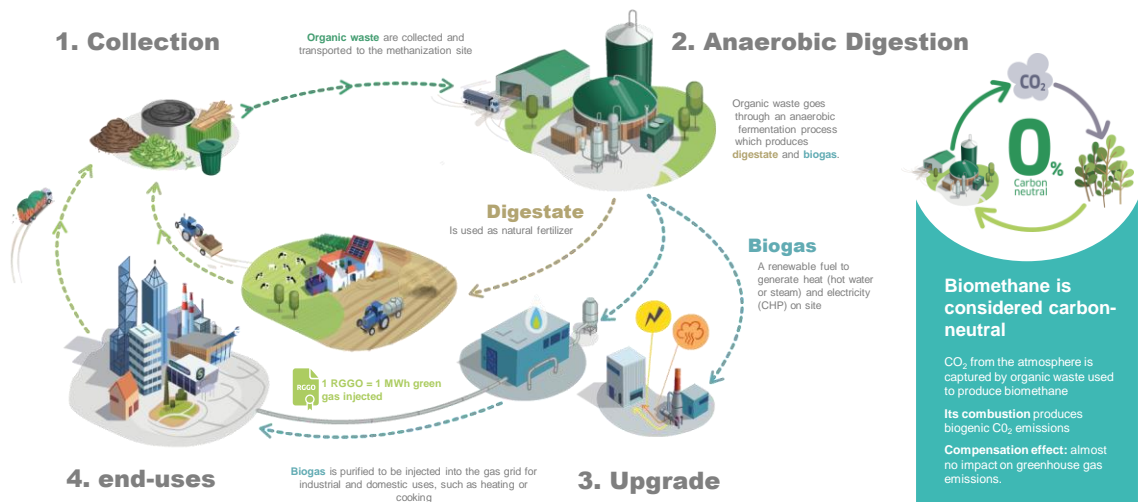 1. Collection
Organic waste are collected and
transported to the methanization site
2. Anaerobic Digestion
Organic waste goes
through an anaerobic
fermentation process
which produces
digestate and biogas.
Digestate
Is used as natural fertilizer
Biogas
A renewable fuel to
generate heat (hot water
or steam) and electricity
(CHP) on site
H
S
RGGO
1 RGGO = 1 MWh green
gas injected
4. end-uses
Biogas is purified to be injected into the gas grid for
industrial and domestic uses, such as heating or
cooking
3. Upgrade
CO₂
0%
Carbon
neutral
Biomethane is
considered carbon-
neutral
CO₂ from the atmosphere is
captured by organic waste used
to produce biomethane
Its combustion produces
biogenic C0₂ emissions
Compensation effect: almost
no impact on greenhouse gas
emissions.